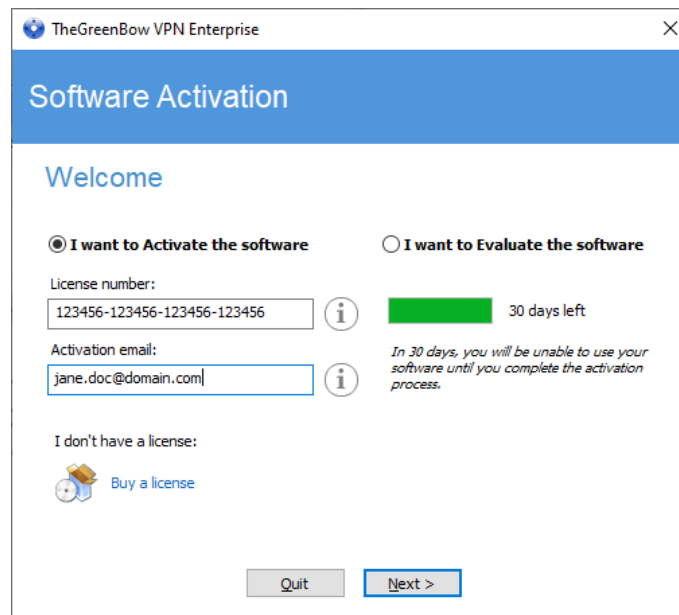 TheGreenBow VPN Enterprise
Software Activation
Welcome
I want to Activate the software
License number:
123456-123456-123456-123456
Activation email:
jane.doc@domain.com
I don't have a license:
Buy a license
I want to Evaluate the software
30 days left
In 30 days, you will be unable to use your
software until you complete the activation
process.
Quit
Next >